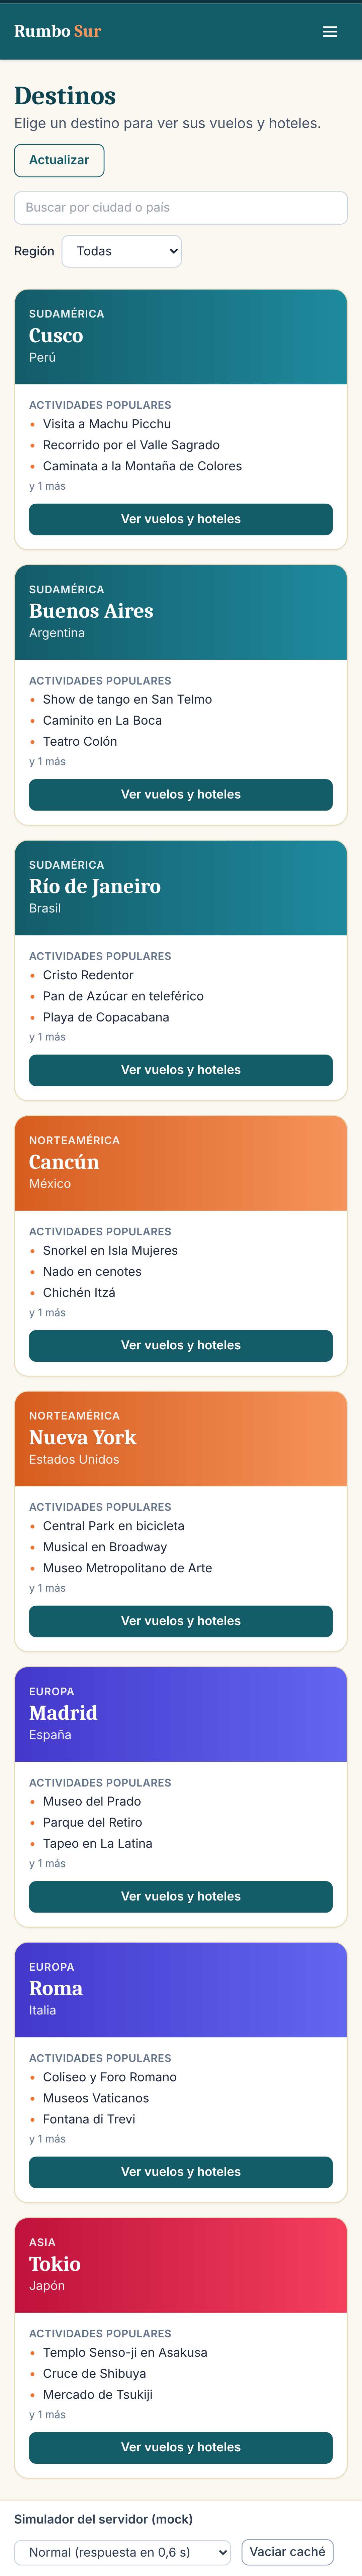 Rumbo Sur
Destinos
Elige un destino para ver sus vuelos y hoteles.
Actualizar
Buscar por ciudad o país
Región Todas
SUDAMÉRICA
Cusco
Perú
ACTIVIDADES POPULARES
Visita a Machu Picchu
Recorrido por el Valle Sagrado
Caminata a la Montaña de Colores
y 1 más
Ver vuelos y hoteles
SUDAMÉRICA
Buenos Aires
Argentina
ACTIVIDADES POPULARES
Show de tango en San Telmo
Caminito en La Boca
Teatro Colón
y 1 más
Ver vuelos y hoteles
SUDAMÉRICA
Río de Janeiro
Brasil
ACTIVIDADES POPULARES
Cristo Redentor
Pan de Azúcar en teleférico
Playa de Copacabana
y 1 más
Ver vuelos y hoteles
NORTEAMÉRICA
Cancún
México
ACTIVIDADES POPULARES
Snorkel en Isla Mujeres
Nado en cenotes
Chichén Itzá
y 1 más
Ver vuelos y hoteles
NORTEAMÉRICA
Nueva York
Estados Unidos
ACTIVIDADES POPULARES
Central Park en bicicleta
Musical en Broadway
Museo Metropolitano de Arte
y 1 más
Ver vuelos y hoteles
EUROPA
Madrid
España
ACTIVIDADES POPULARES
Museo del Prado
Parque del Retiro
Tapeo en La Latina
y 1 más
Ver vuelos y hoteles
EUROPA
Roma
Italia
ACTIVIDADES POPULARES
Coliseo y Foro Romano
Museos Vaticanos
Fontana di Trevi
y 1 más
Ver vuelos y hoteles
ASIA
Tokio
Japón
ACTIVIDADES POPULARES
Templo Senso-ji en Asakusa
Cruce de Shibuya
Mercado de Tsukiji
y 1 más
Ver vuelos y hoteles
Simulador del servidor (mock)
Normal (respuesta en 0,6 s) Vaciar caché